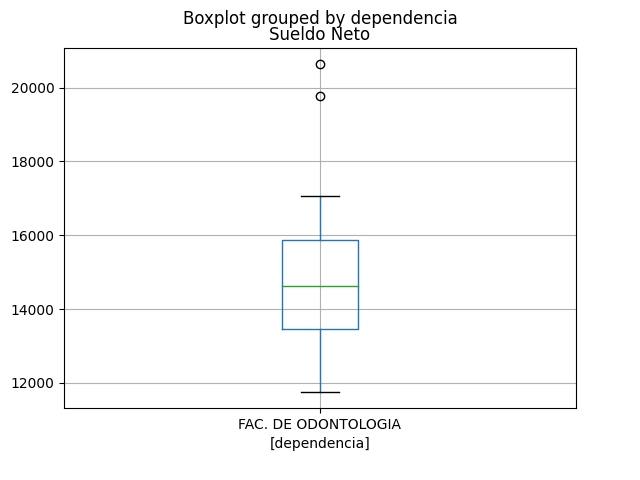 Boxplot grouped by dependencia
Sueldo Neto
20000
18000
16000
14000
12000
FAC. DE ODONTOLOGIA
[dependencia]